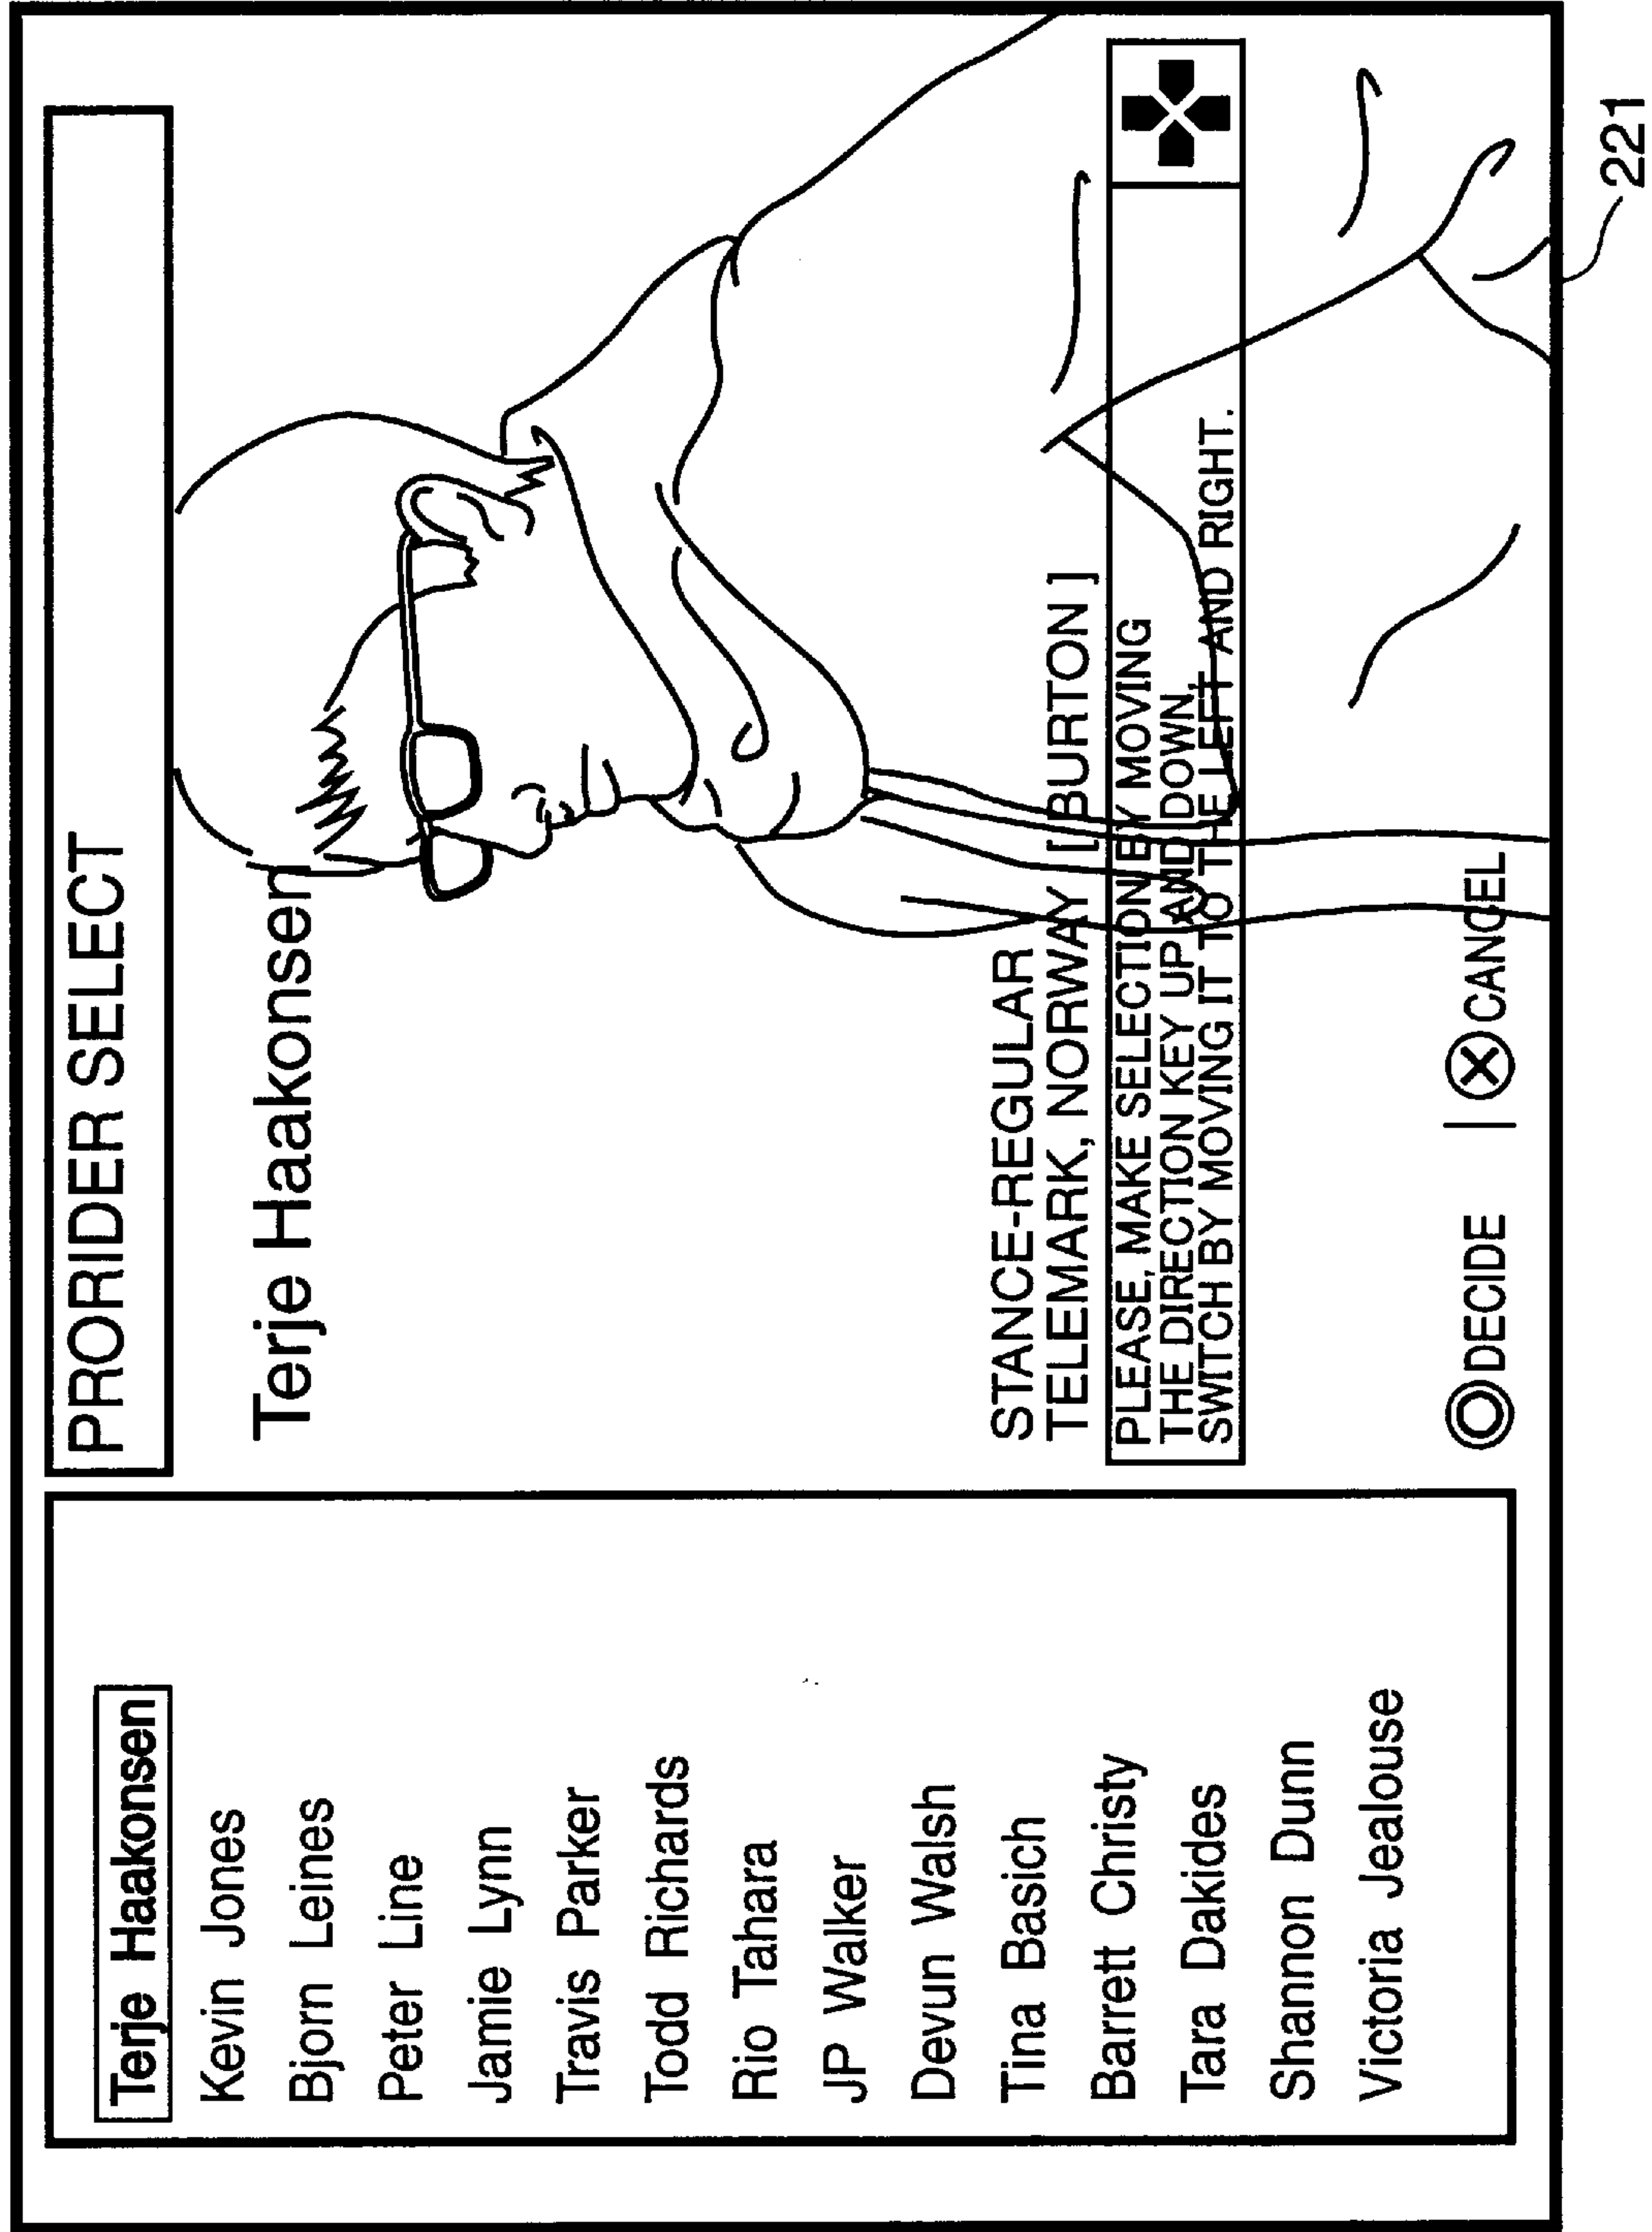 PRORIDER SELECT
Terje Haakonsen
Kevin Jones
Bjorn Leines
Peter Line
Jamie Lynn
Travis Parker
Todd Richards
Rio Tahara
JP Walker
Devun Walsh
Tina Basich
Barrett Christy
Tara Dakides
Shannon Dunn
Victoria Jealouse
Terje Haakonsen
STANCE-REGULAR
TELEMARK, NORWAY [BURTON]
PLEASE, MAKE SELECTION BY MOVING
THE DIRECTION KEY UP AND DOWN,
SWITCH BY MOVING IT TO THE LEFT AND RIGHT.
DECIDE | CANCEL
221